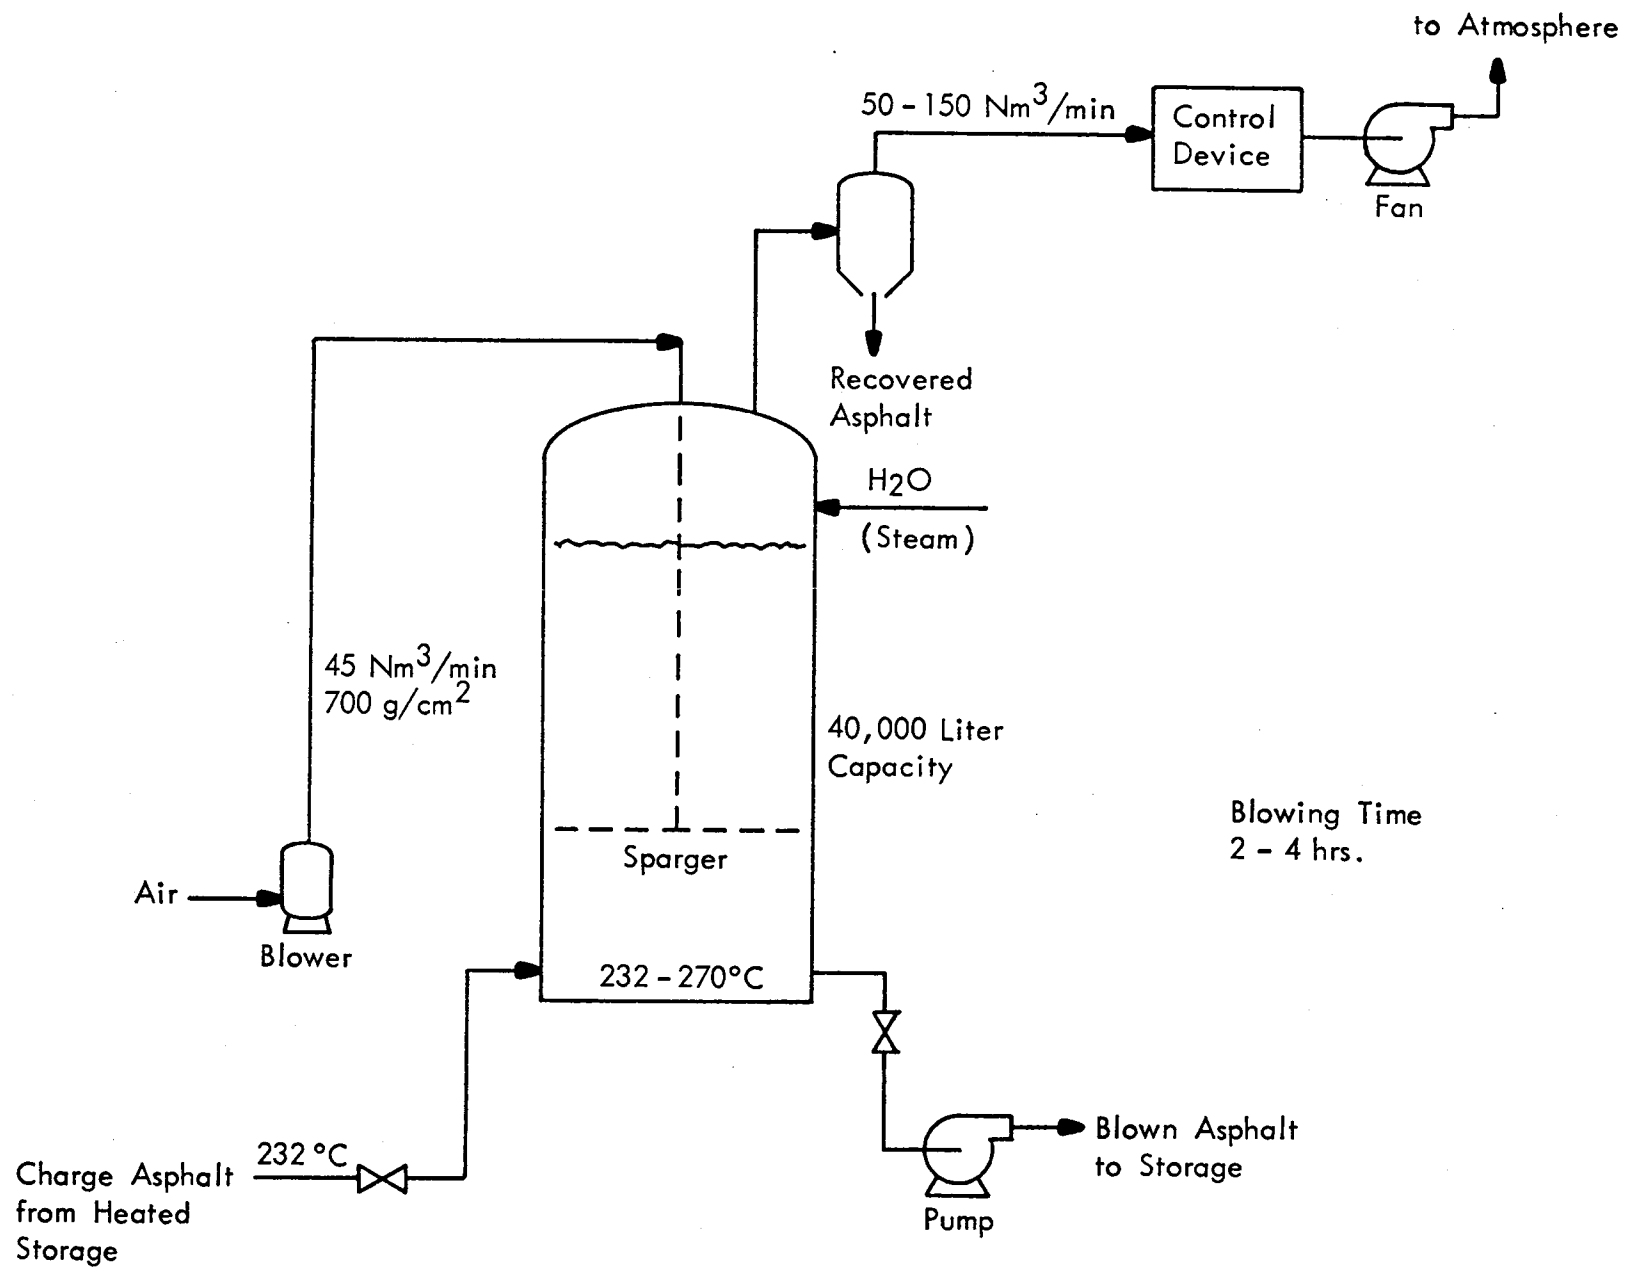 to Atmosphere
50 - 150 Nm³/min
Control
Device
Fan
Recovered
Asphalt
H2O
(Steam)
45 Nm³/min
700 g/cm²
40,000 Liter
Capacity
Blowing Time
2 - 4 hrs.
Sparger
Air
Blower
232 - 270°C
232°C
Charge Asphalt
from Heated
Storage
Blown Asphalt
to Storage
Pump